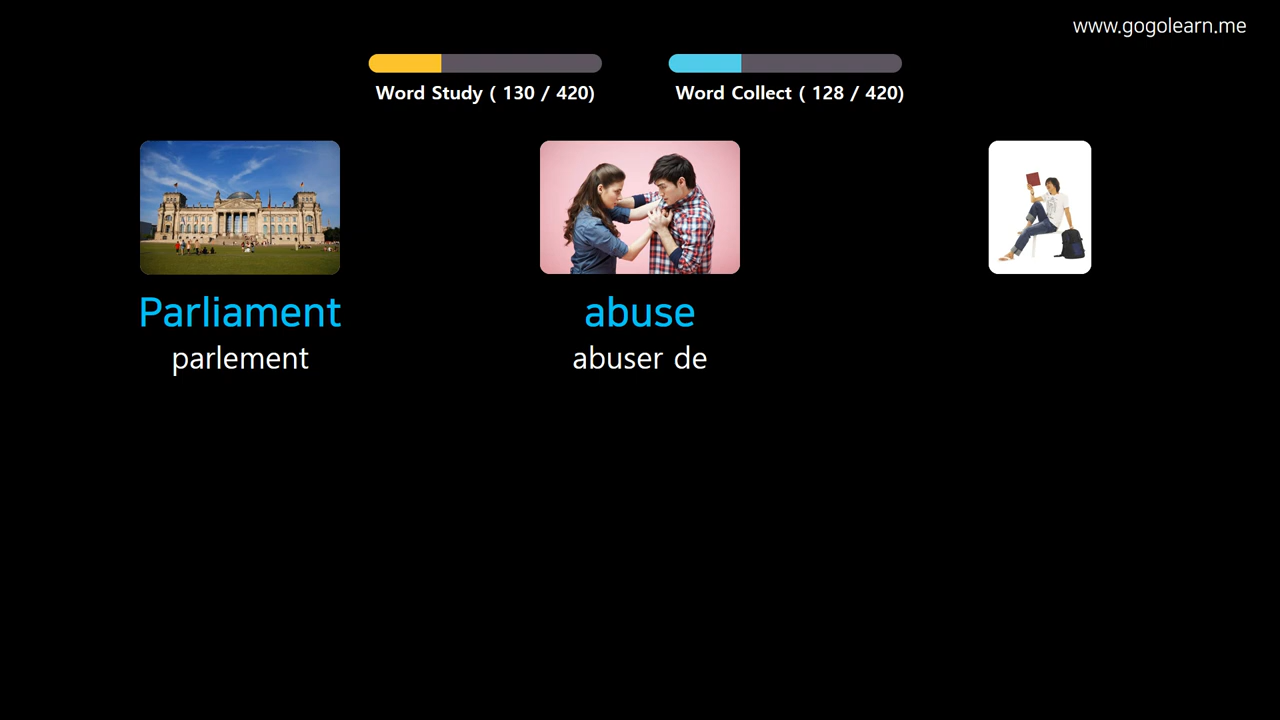 www.gogolearn.me
Word Study ( 130 / 420)
Word Collect ( 128 / 420)
Parliament
parlement
abuse
abuser de